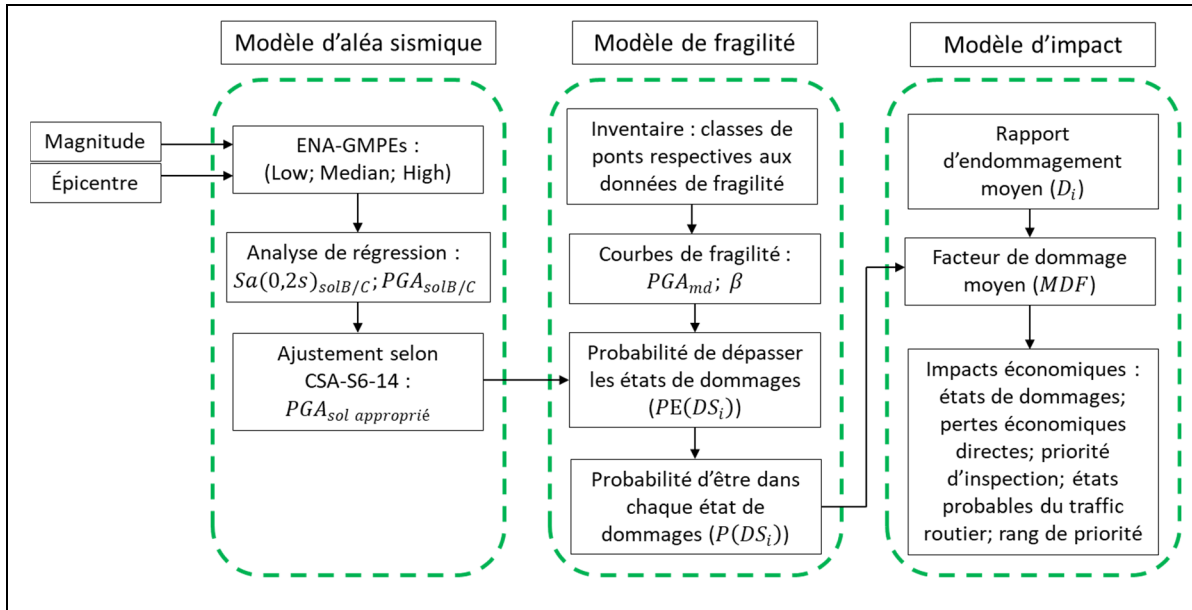 Modèle d'aléa sismique
Modèle de fragilité
Modèle d'impact
Magnitude
Épicentre
ENA-GMPEs :
(Low; Median; High)
Analyse de régression :
Sa(0,2s)solB/C; PGAsolB/C
Ajustement selon
CSA-S6-14 :
PGAsol approprié
Inventaire : classes de
ponts respectives aux
données de fragilité
Courbes de fragilité :
PGAmd; β
Probabilité de dépasser
les états de dommages
(PE(DSi))
Probabilité d'être dans
chaque état de
dommages (P(DSi))
Rapport
d'endommagement
moyen (Di)
Facteur de dommage
moyen (MDF)
Impacts économiques :
états de dommages;
pertes économiques
directes; priorité
d'inspection; états
probables du traffic
routier; rang de priorité